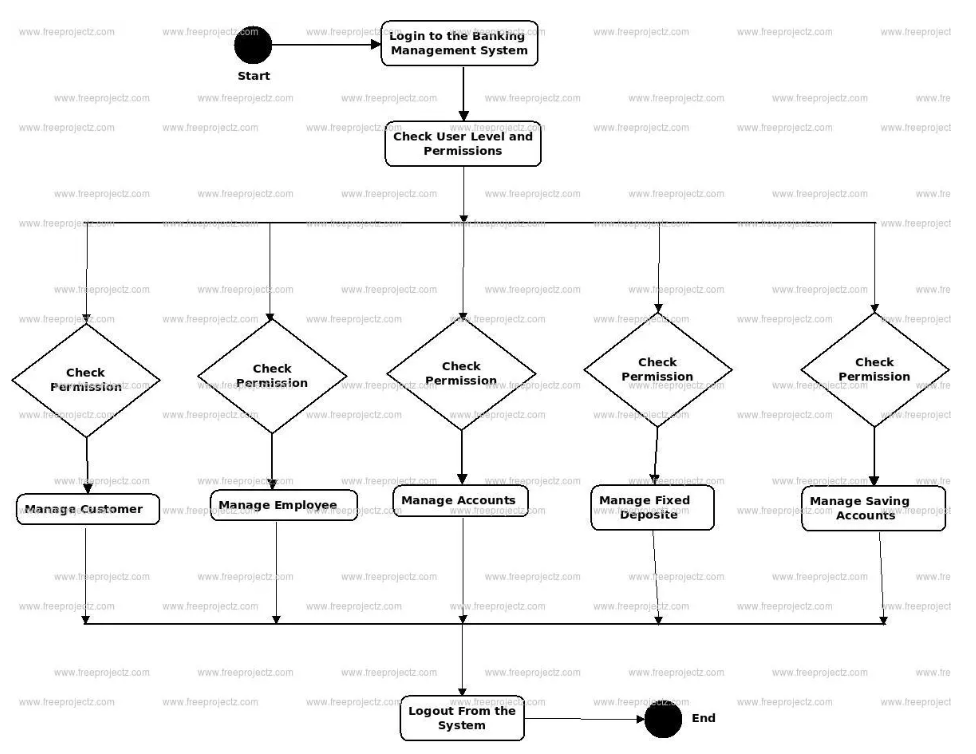 Login to the Banking
Management System
Start
Check User Level and
Permissions
Check
Permission
Check
Permission
Check
Permission
Check
Permission
Check
Permission
Manage Customer
Manage Employee
Manage Accounts
Manage Fixed
Deposite
Manage Saving
Accounts
Logout From the
System
End
www.freeprojectz.com